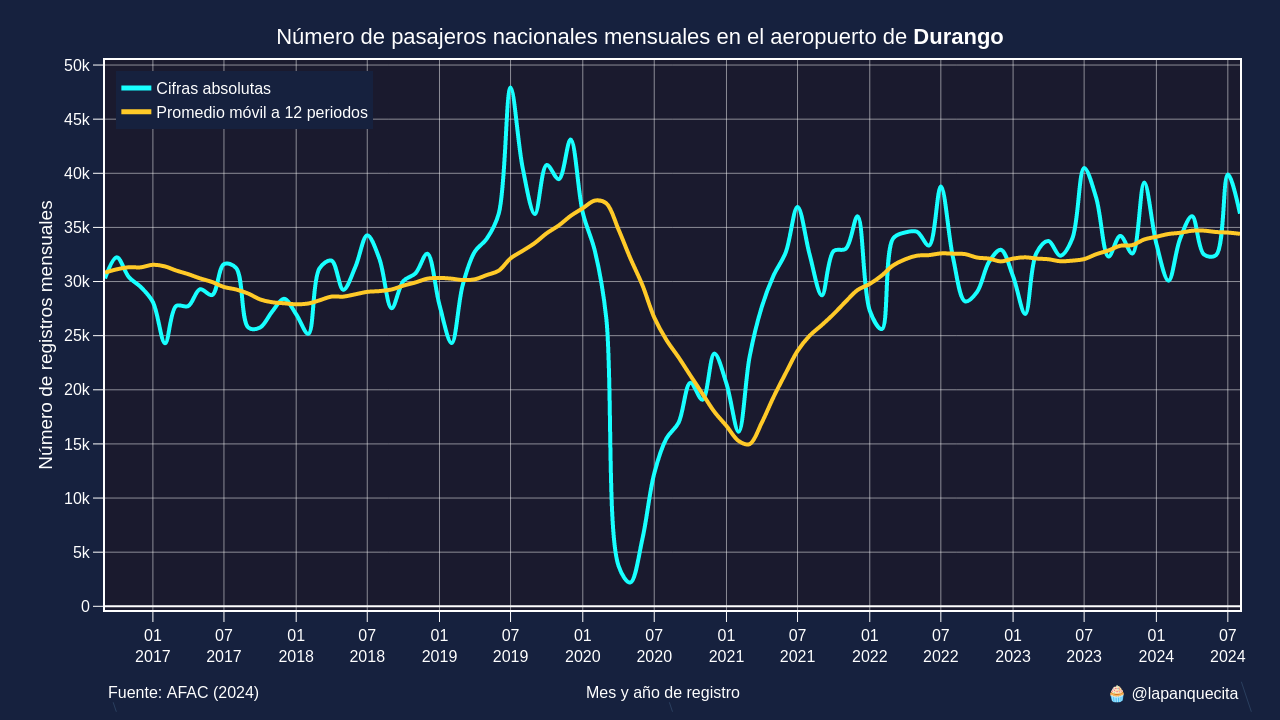 Número de pasajeros nacionales mensuales en el aeropuerto de Durango
Cifras absolutas
Promedio móvil a 12 periodos
Número de registros mensuales
50k
45k
40k
35k
30k
25k
20k
15k
10k
5k
0
01 07 01 07 01 07 01 07 01 07 01 07 01 07 01 07
2017 2017 2018 2018 2019 2019 2020 2020 2021 2021 2022 2022 2023 2023 2024 2024
Fuente: AFAC (2024) Mes y año de registro 🧁 @lapanquecita